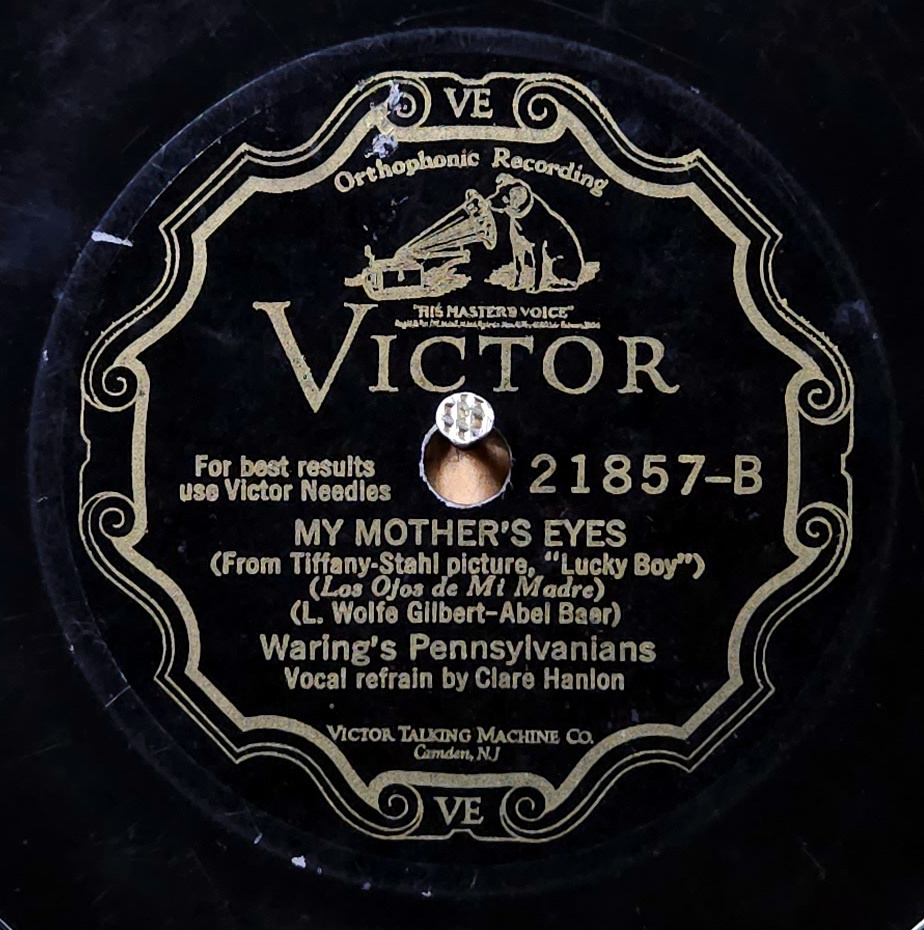 VE
Orthophonic Recording
"HIS MASTER'S VOICE"
VICTOR
For best results
use Victor Needles
21857-B
MY MOTHER'S EYES
(From Tiffany-Stahl picture, "Lucky Boy")
(Los Ojos de Mi Madre)
(L. Wolfe Gilbert-Abel Baer)
Waring's Pennsylvanians
Vocal refrain by Clare Hanlon
VICTOR TALKING MACHINE CO.
Camden, N.J
VE